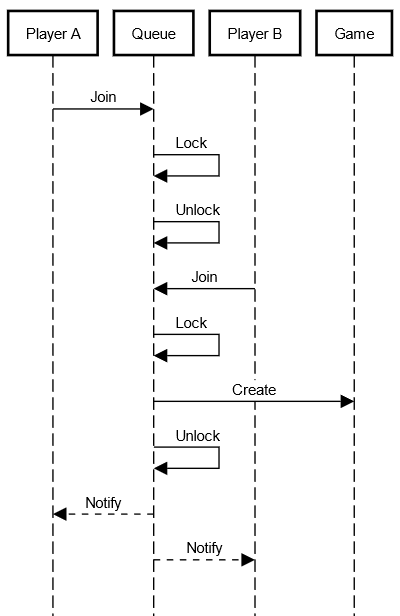 Player A
Queue
Player B
Game
Join
Lock
Unlock
Join
Lock
Create
Unlock
Notify
Notify